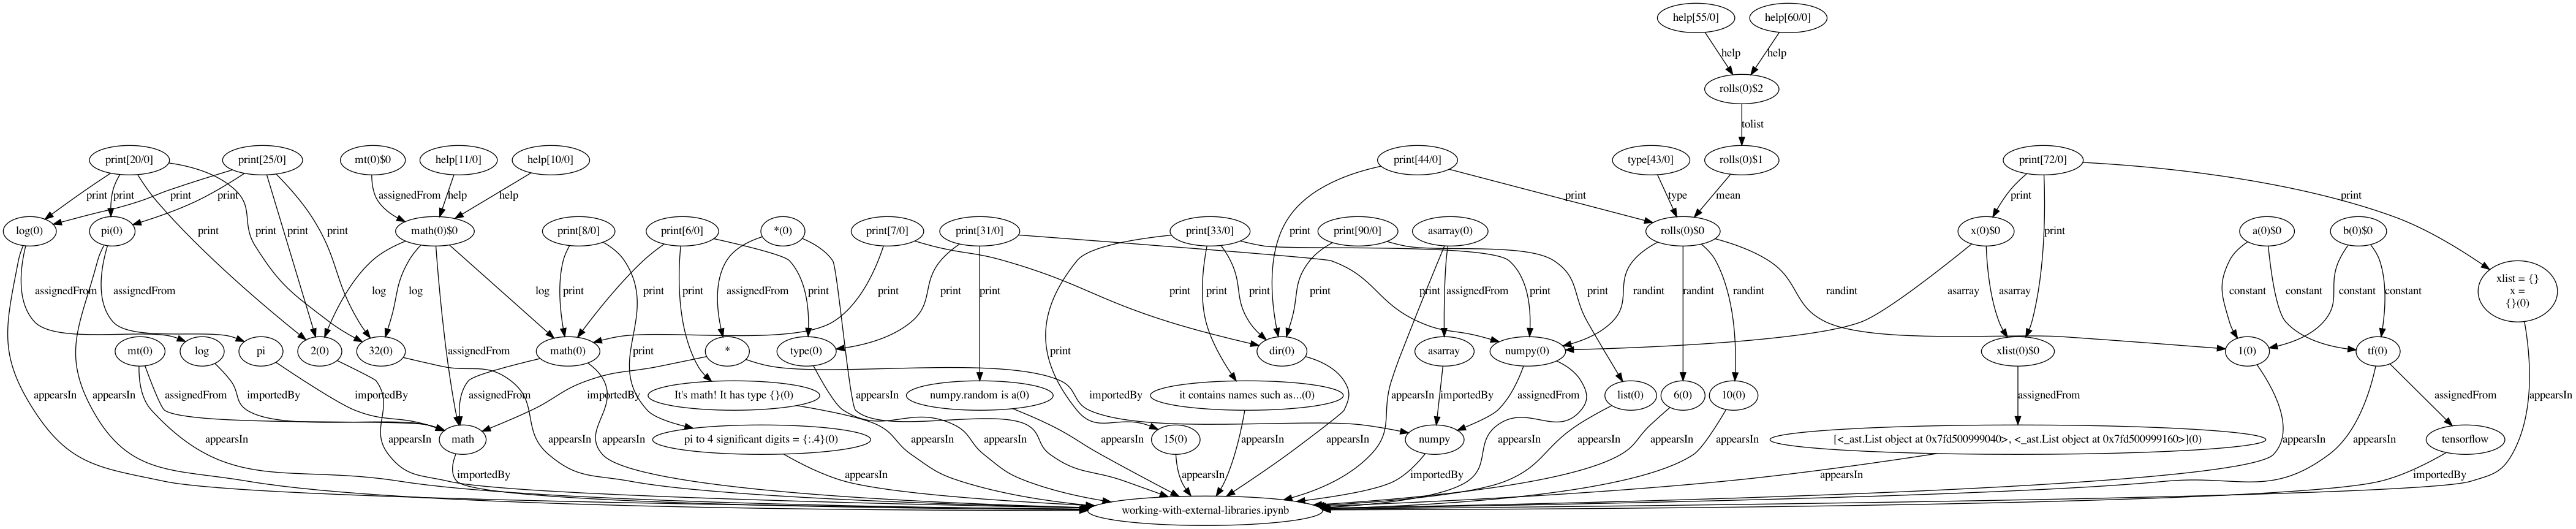 help[55/0]
help[60/0]
help
help
rolls(0)$2
tolist
print[20/0]
print[25/0]
mt(0)$0
help[11/0]
help[10/0]
print[44/0]
type[43/0]
rolls(0)$1
print[72/0]
print
print
print
print
assignedFrom
help
help
print
type
mean
print
print
log(0)
pi(0)
print
print
print
print
math(0)$0
print[8/0]
print[6/0]
*(0)
print[7/0]
print[31/0]
print[33/0]
print
print[90/0]
asarray(0)
rolls(0)$0
x(0)$0
print
a(0)$0
b(0)$0
assignedFrom
assignedFrom
log
log
log
print
print
print
assignedFrom
print
print
print
print
print
print
print
print
print
assignedFrom
print
print
randint
randint
randint
randint
asarray
asarray
constant
constant
constant
constant
xlist = {}
x =
{}(0)
mt(0)
log
pi
2(0)
32(0)
assignedFrom
math(0)
*
type(0)
print
dir(0)
asarray
numpy(0)
xlist(0)$0
1(0)
tf(0)
appearsIn
appearsIn
assignedFrom
importedBy
importedBy
assignedFrom
importedBy
It's math! It has type {}(0)
appearsIn
numpy.random is a(0)
importedBy
it contains names such as...(0)
appearsIn
importedBy
assignedFrom
list(0)
6(0)
10(0)
assignedFrom
assignedFrom
appearsIn
appearsIn
math
appearsIn
appearsIn
appearsIn
pi to 4 significant digits = {:.4}(0)
appearsIn
appearsIn
appearsIn
15(0)
appearsIn
appearsIn
numpy
appearsIn
appearsIn
appearsIn
appearsIn
[<_ast.List object at 0x7fd500999040>, <_ast.List object at 0x7fd500999160>](0)
appearsIn
appearsIn
tensorflow
importedBy
appearsIn
appearsIn
importedBy
appearsIn
importedBy
working-with-external-libraries.ipynb